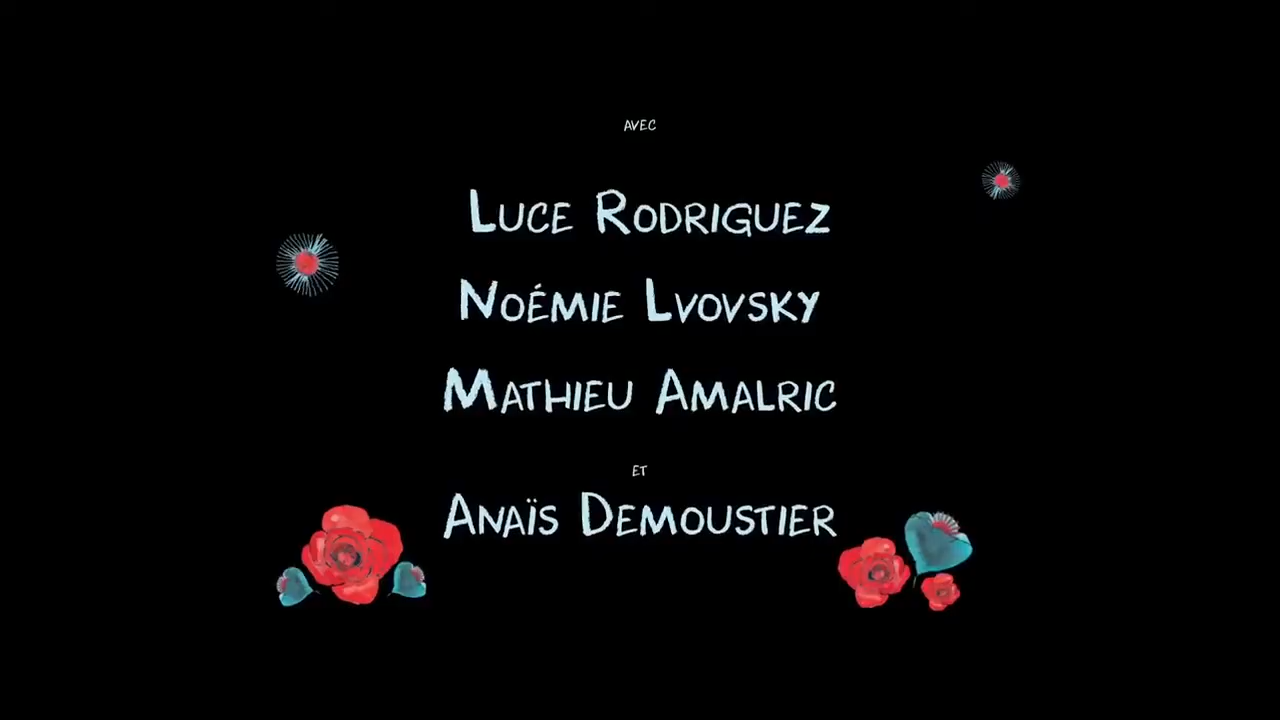 AVEC
LUCE RODRIGUEZ
NOÉMIE LVOVSKY
MATHIEU AMALRIC
ET
ANAÏS DEMOUSTIER